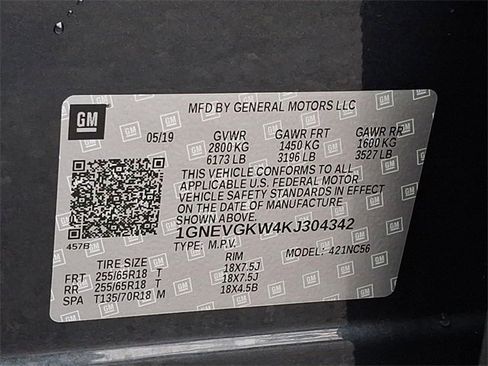 GM
MFD BY GENERAL MOTORS LLC
05/19 GVWR GAWR FRT GAWR RR
2800 KG 1450 KG 1600 KG
6173 LB 3196 LB 3527 LB
THIS VEHICLE CONFORMS TO ALL
APPLICABLE U.S. FEDERAL MOTOR
VEHICLE SAFETY STANDARDS IN EFFECT
ON THE DATE OF MANUFACTURE
SHOWN ABOVE.
1GNEVGKW4KJ304342
457B
TYPE: M.P.V. MODEL: 421NC56
TIRE SIZE RIM
FRT 255/65R18 T 18X7.5J
RR 255/65R18 T 18X7.5J
SPA T135/70R18 M 18X4.5B